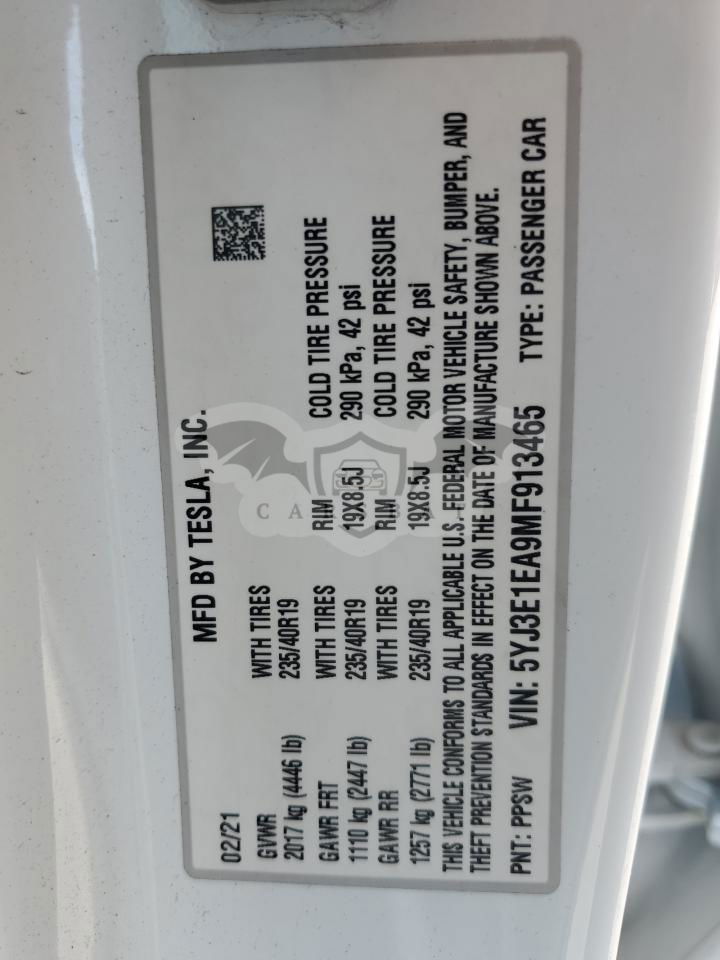 MFD BY TESLA, INC.
02/21
GVWR WITH TIRES
2017 kg (4446 lb) 235/40R19
GAWR FRT WITH TIRES RIM COLD TIRE PRESSURE
1110 kg (2447 lb) 235/40R19 19X8.5J 290 kPa, 42 psi
GAWR RR WITH TIRES RIM COLD TIRE PRESSURE
1257 kg (2771 lb) 235/40R19 19X8.5J 290 kPa, 42 psi
THIS VEHICLE CONFORMS TO ALL APPLICABLE U.S. FEDERAL MOTOR VEHICLE SAFETY, BUMPER, AND
THEFT PREVENTION STANDARDS IN EFFECT ON THE DATE OF MANUFACTURE SHOWN ABOVE.
PNT: PPSW VIN: 5YJ3E1EA9MF913465 TYPE: PASSENGER CAR